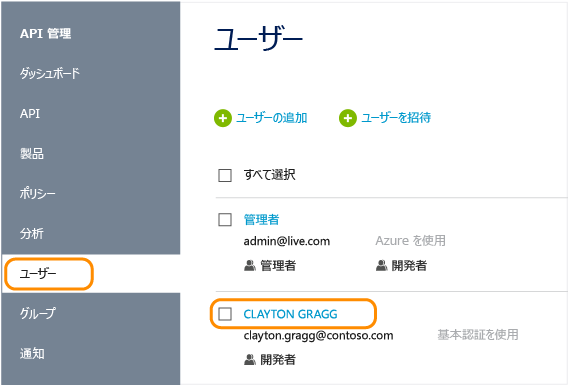 API 管理
ダッシュボード
API
製品
ポリシー
分析
ユーザー
グループ
通知
ユーザー
ユーザーの追加 ユーザーを招待
すべて選択
管理者
admin@live.com Azure を使用
管理者 開発者
CLAYTON GRAGG
clayton.gragg@contoso.com 基本認証を使用
開発者